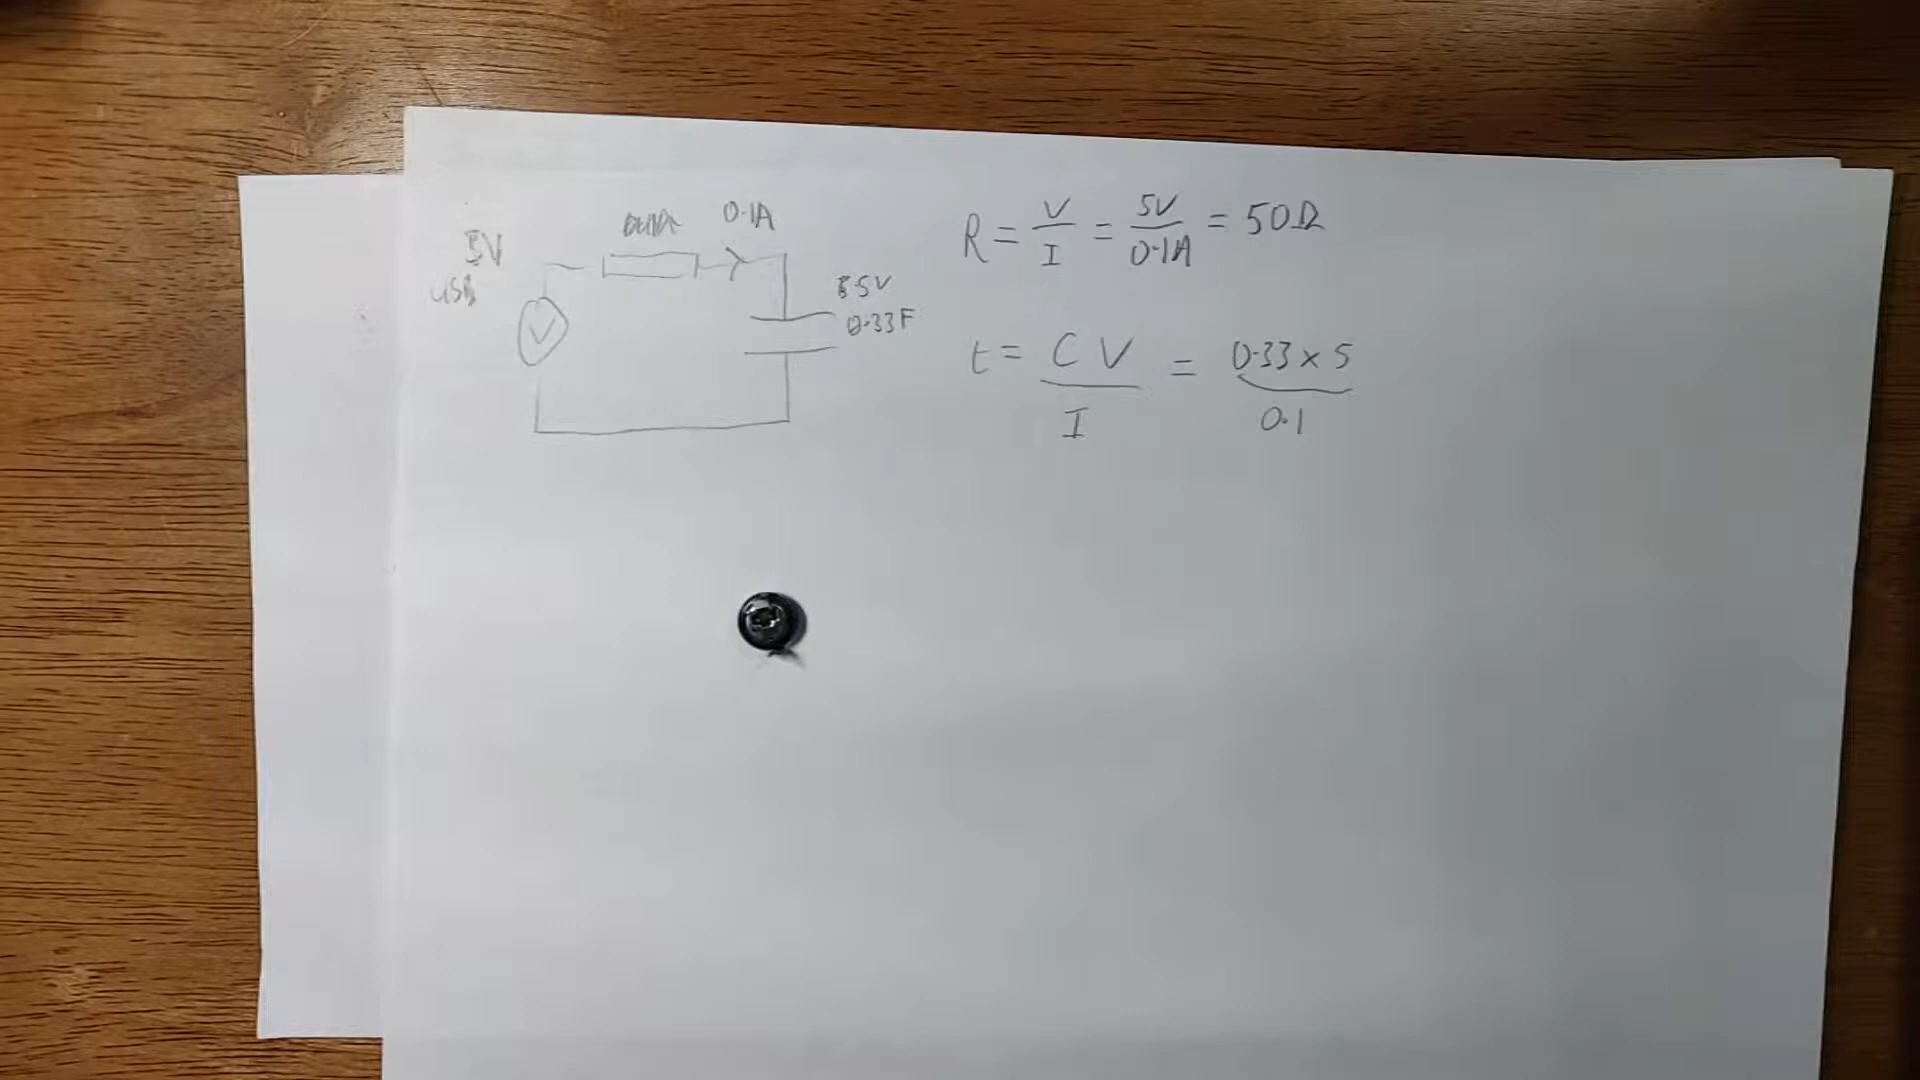 5V
USB
0.1A
5.5V
0.33F
V
R = V/I = 5V/0.1A = 50Ω
t = CV/I = 0.33 × 5/0.1